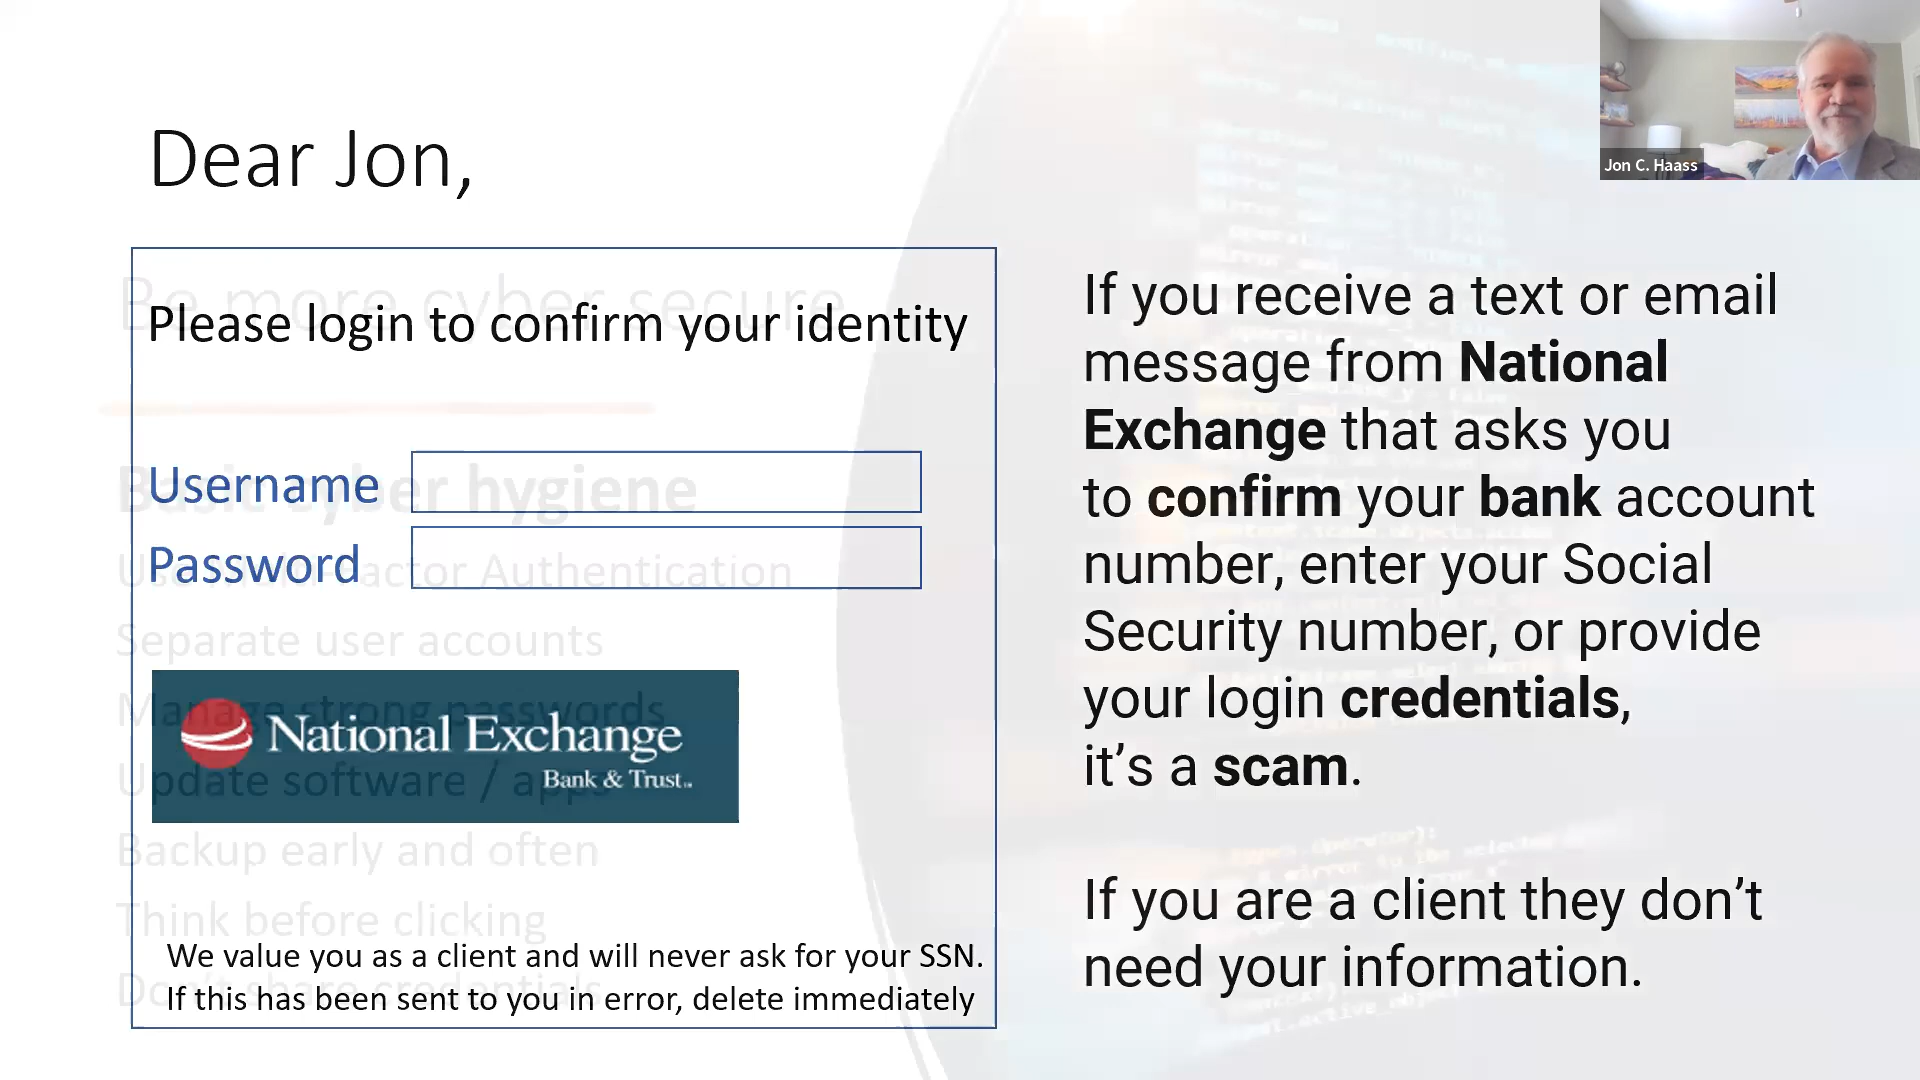 Dear Jon,
Be more cyber secure
Please login to confirm your identity
Basic cyber hygiene
Username
Password
Factor Authentication
Separate user accounts
Manage strong passwords
National Exchange
Bank & Trust
Update software / apps
Backup early and often
Think before clicking
We value you as a client and will never ask for your SSN.
Don't share credentials
If this has been sent to you in error, delete immediately
If you receive a text or email
message from National
Exchange that asks you
to confirm your bank account
number, enter your Social
Security number, or provide
your login credentials,
it’s a scam.
If you are a client they don’t
need your information.
Jon C. Haass